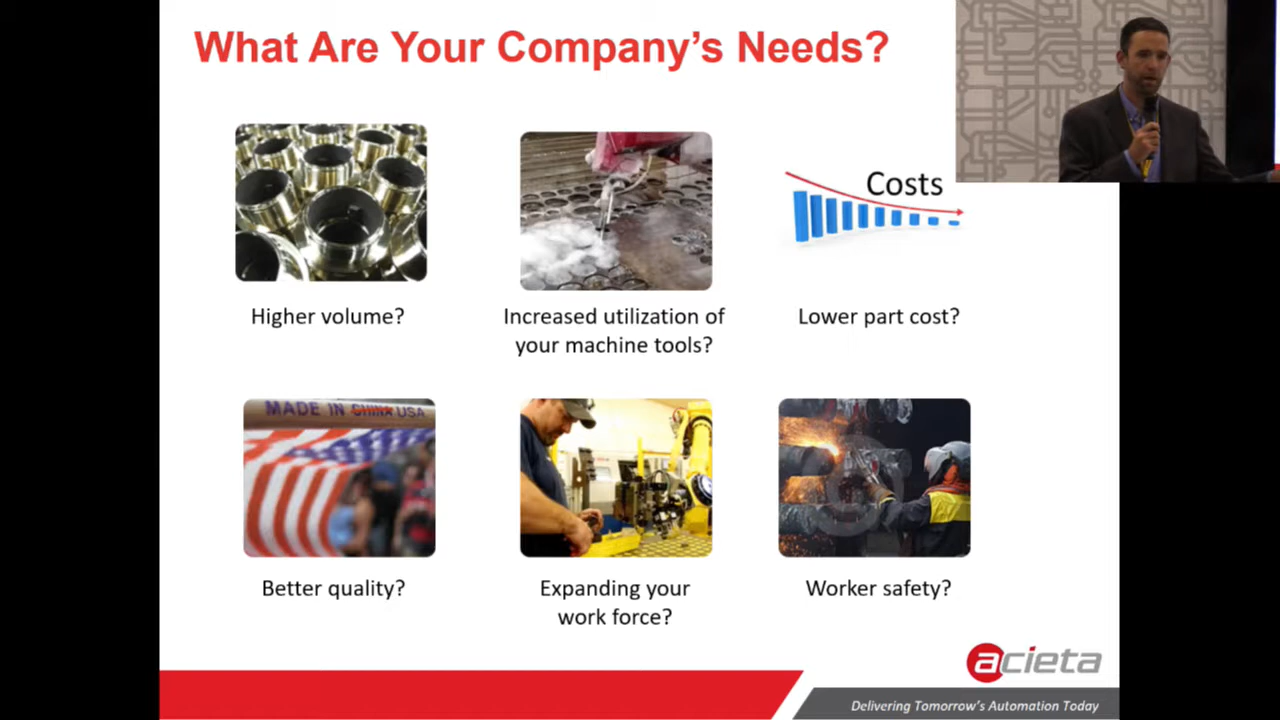 What Are Your Company's Needs?
Costs
Higher volume?
Increased utilization of
your machine tools?
Lower part cost?
MADE IN CHINA USA
Better quality?
Expanding your
work force?
Worker safety?
acieta
Delivering Tomorrow's Automation Today